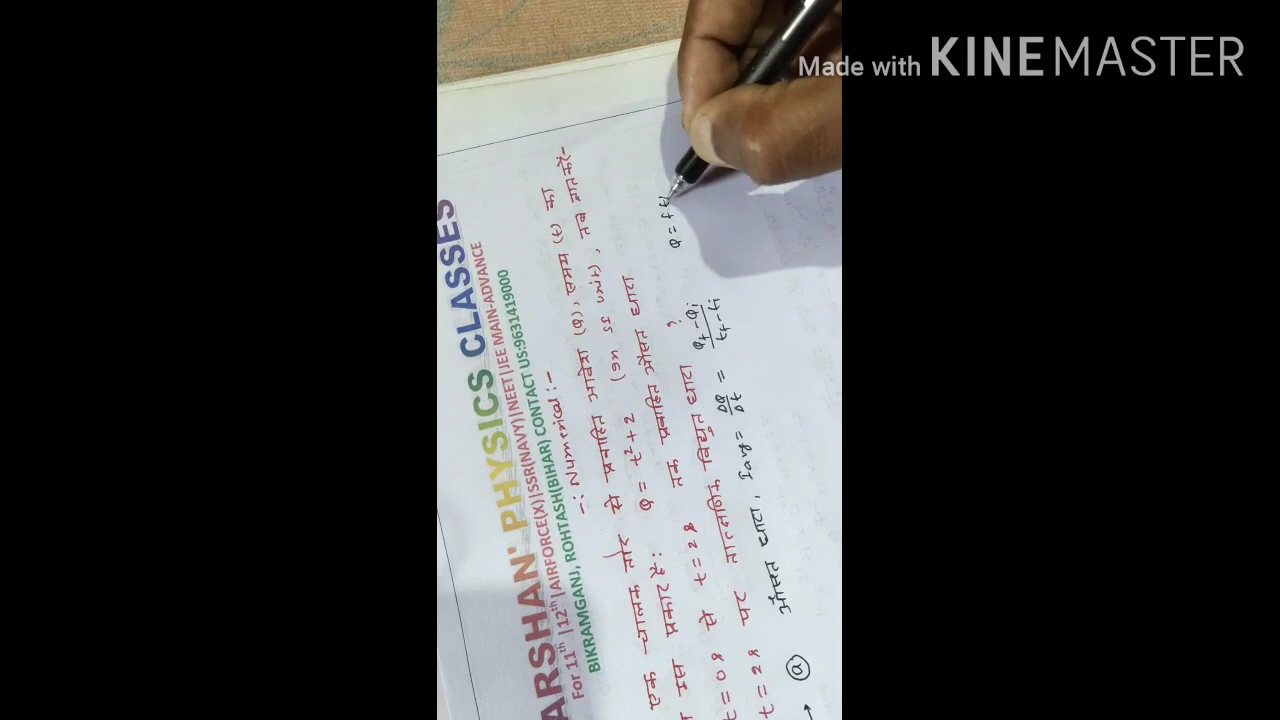 Made with KINEMASTER
ARSHAN' PHYSICS CLASSES
For 11th |12th |AIRFORCE(X)|SSR(NAVY)|NEET|JEE MAIN-ADVANCE
BIKRAMGANJ, ROHTASH(BIHAR) CONTACT US:9631419000
-: Numerical :-
एक चालक तार से प्रवाहित आवेश (Q), समय (t) का
इस प्रकार है: Q = t²+2 (In SI unit), तब ज्ञात करें-
t = 0 s से t = 2 s तक प्रवाहित औसत धारा
t = 2 s पर तात्क्षणिक विद्युत धारा ?
→ (a) औसत धारा, Iavg = ΔQ/Δt = Qf-Qi/tf-ti
Q = f t